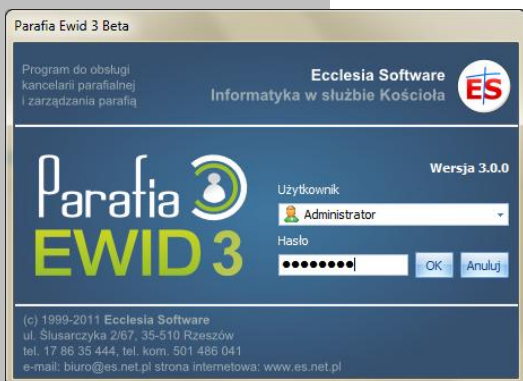 Parafia Ewid 3 Beta
Program do obsługi
kancelarii parafialnej
i zarządzania parafią
Ecclesia Software
Informatyka w służbie Kościoła
ES
Parafia
EWID 3
Wersja 3.0.0
Użytkownik
Administrator
Hasło
●●●●●●●●
OK Anuluj
(c) 1999-2011 Ecclesia Software
ul. Ślusarczyka 2/67, 35-510 Rzeszów
tel. 17 86 35 444, tel. kom. 501 486 041
e-mail: biuro@es.net.pl strona internetowa: www.es.net.pl